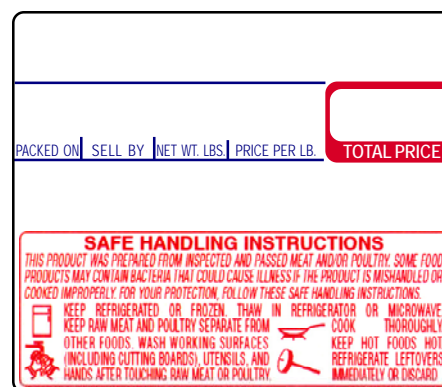 PACKED ON SELL BY NET WT. LBS. PRICE PER LB. TOTAL PRICE
SAFE HANDLING INSTRUCTIONS
THIS PRODUCT WAS PREPARED FROM INSPECTED AND PASSED MEAT AND/OR POULTRY. SOME FOOD
PRODUCTS MAY CONTAIN BACTERIA THAT COULD CAUSE ILLNESS IF THE PRODUCT IS MISHANDLED OR
COOKED IMPROPERLY. FOR YOUR PROTECTION, FOLLOW THESE SAFE HANDLING INSTRUCTIONS.
KEEP REFRIGERATED OR FROZEN. THAW IN REFRIGERATOR OR MICROWAVE.
KEEP RAW MEAT AND POULTRY SEPARATE FROM
OTHER FOODS. WASH WORKING SURFACES
(INCLUDING CUTTING BOARDS), UTENSILS, AND
HANDS AFTER TOUCHING RAW MEAT OR POULTRY.
COOK THOROUGHLY.
KEEP HOT FOODS HOT.
REFRIGERATE LEFTOVERS
IMMEDIATELY OR DISCARD.